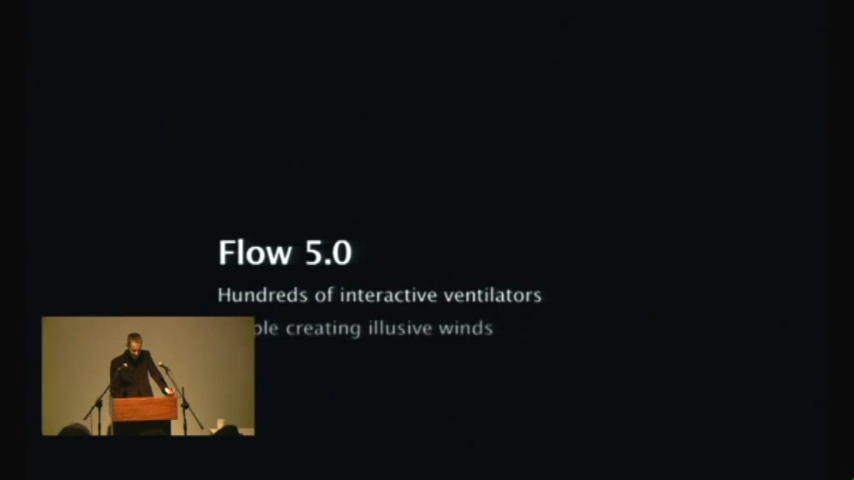 Flow 5.0
Hundreds of interactive ventilators
creating illusive winds